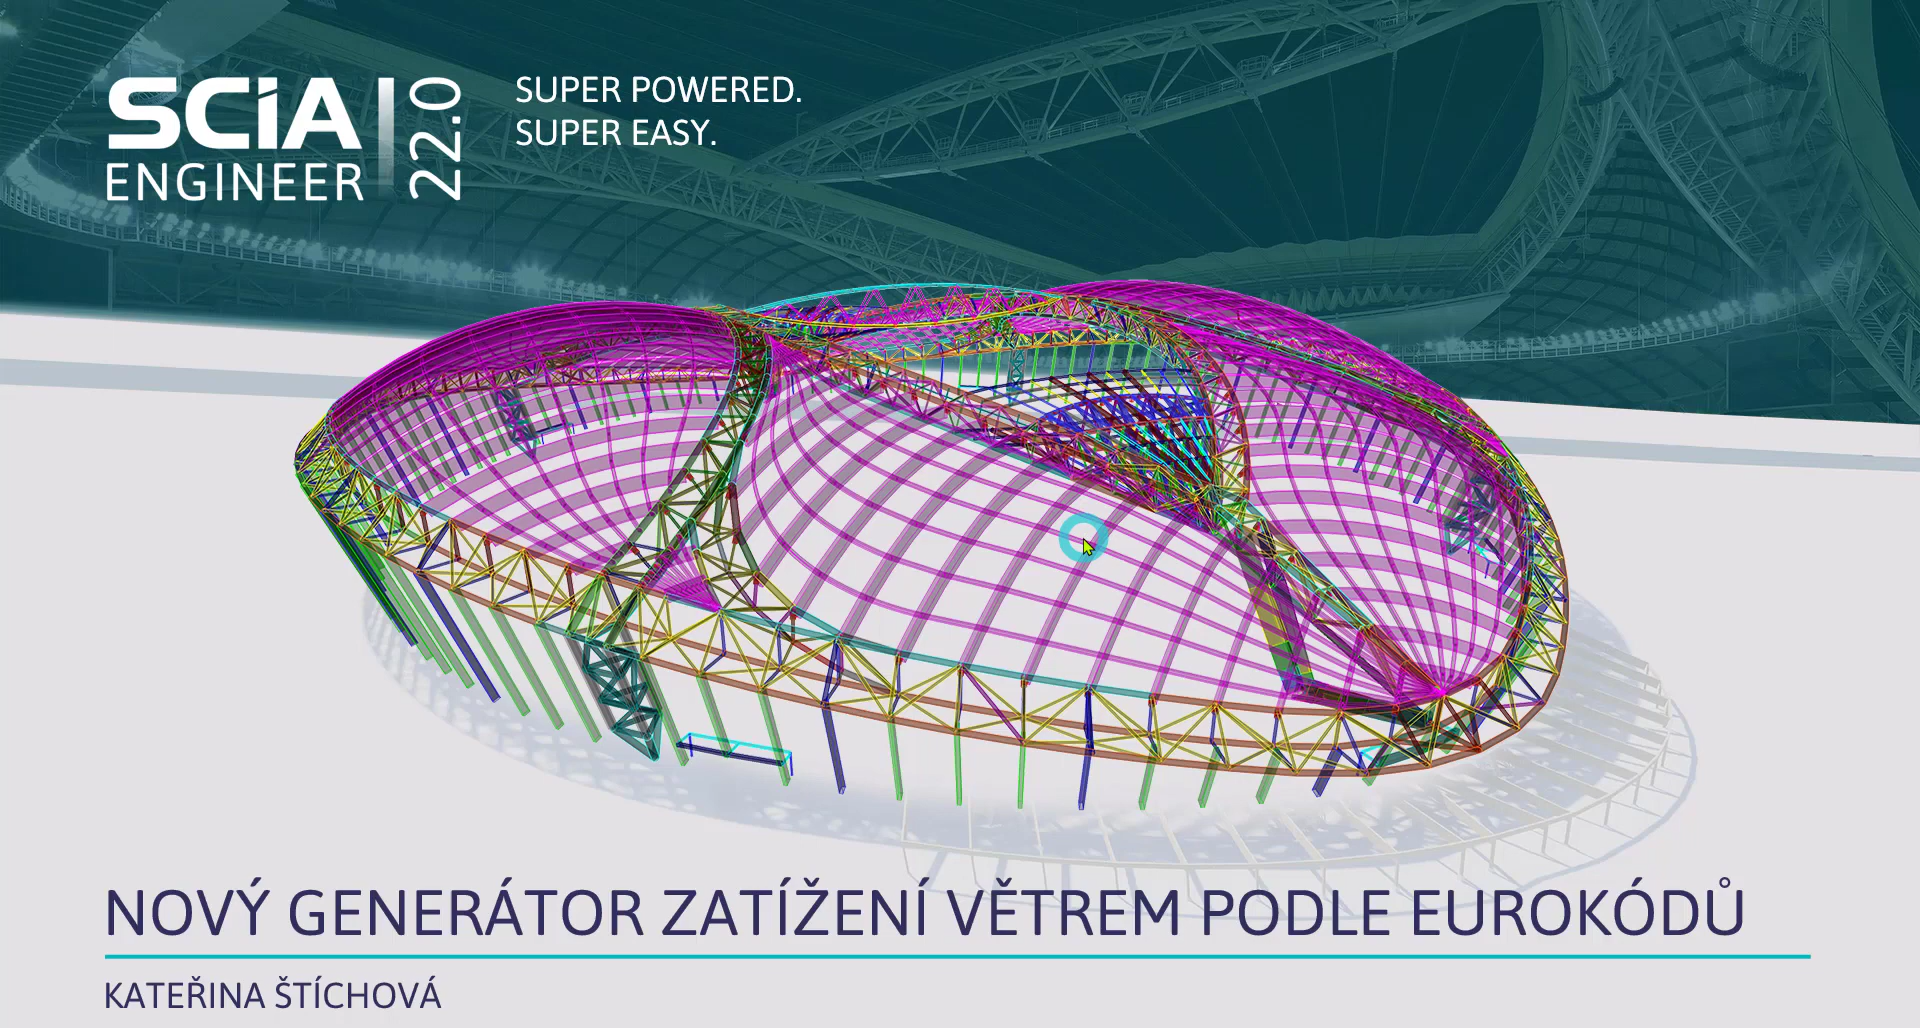 SCiA
ENGINEER
22.0
SUPER POWERED.
SUPER EASY.
NOVÝ GENERÁTOR ZATÍŽENÍ VĚTREM PODLE EUROKÓDŮ
KATEŘINA ŠTÍCHOVÁ